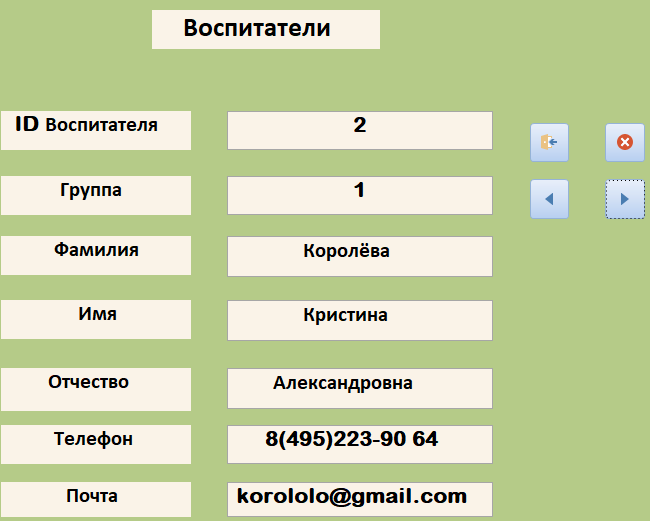 Воспитатели
ID Воспитателя 2
Группа 1
Фамилия Королёва
Имя Кристина
Отчество Александровна
Телефон 8(495)223-90 64
Почта korololo@gmail.com